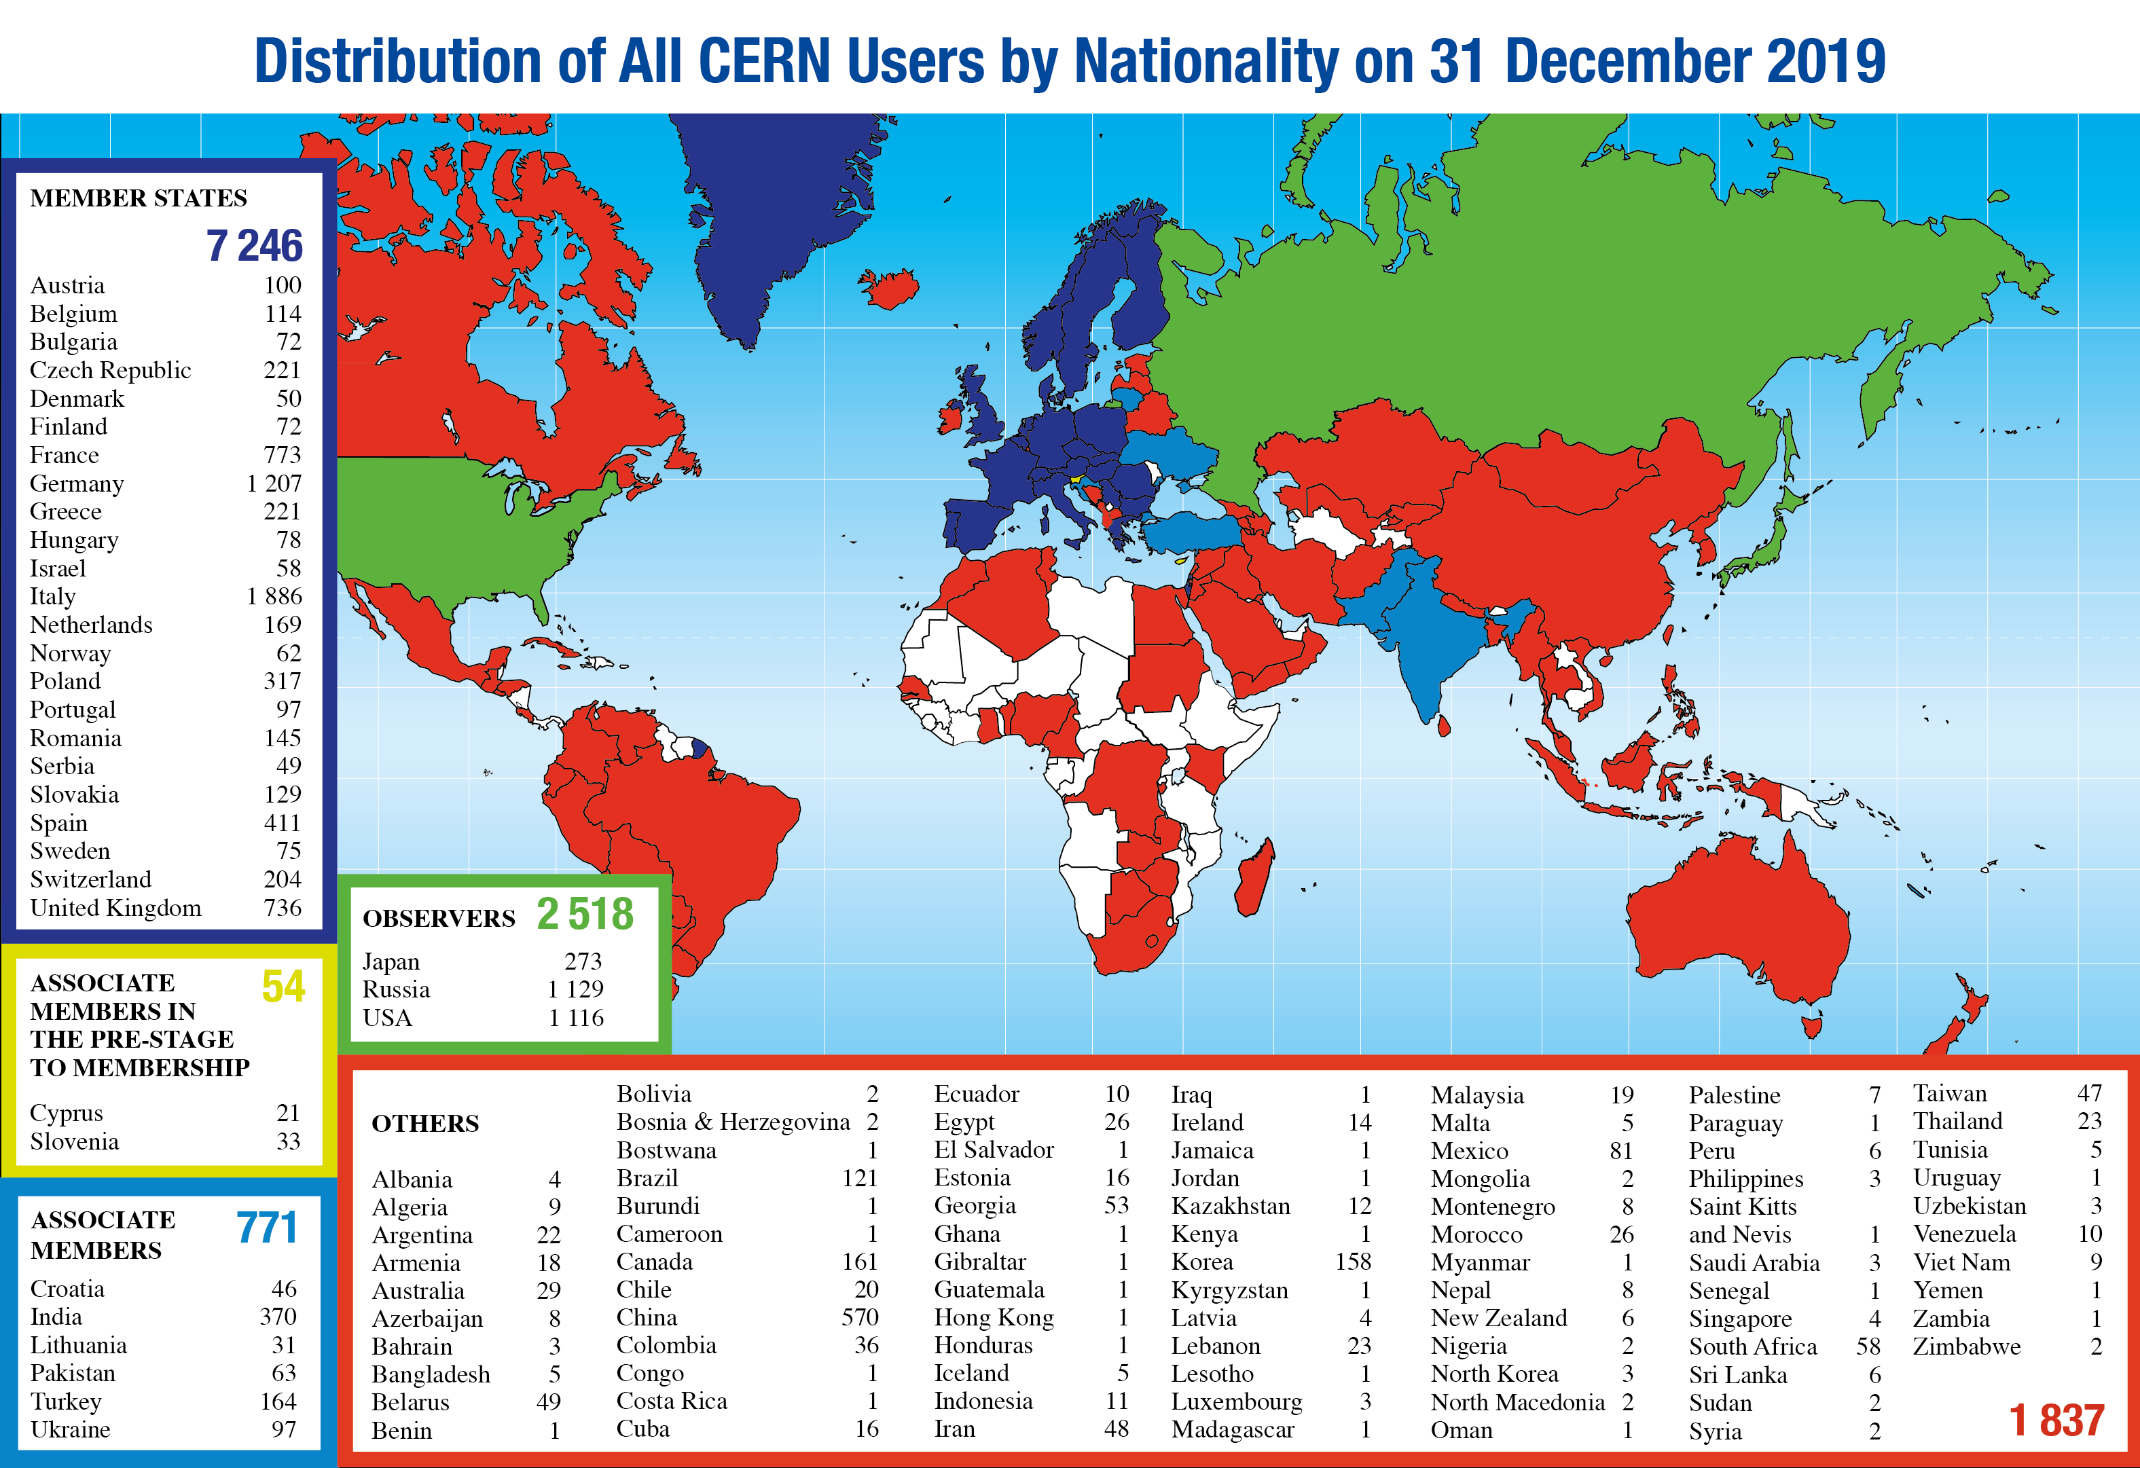 Distribution of All CERN Users by Nationality on 31 December 2019
MEMBER STATES
7 246
Austria 100
Belgium 114
Bulgaria 72
Czech Republic 221
Denmark 50
Finland 72
France 773
Germany 1 207
Greece 221
Hungary 78
Israel 58
Italy 1 886
Netherlands 169
Norway 62
Poland 317
Portugal 97
Romania 145
Serbia 49
Slovakia 129
Spain 411
Sweden 75
Switzerland 204
United Kingdom 736
ASSOCIATE 54
MEMBERS IN
THE PRE-STAGE
TO MEMBERSHIP
Cyprus 21
Slovenia 33
ASSOCIATE 771
MEMBERS
Croatia 46
India 370
Lithuania 31
Pakistan 63
Turkey 164
Ukraine 97
OBSERVERS 2 518
Japan 273
Russia 1 129
USA 1 116
OTHERS
Albania 4
Algeria 9
Argentina 22
Armenia 18
Australia 29
Azerbaijan 8
Bahrain 3
Bangladesh 5
Belarus 49
Benin 1
Bolivia 2
Bosnia & Herzegovina 2
Bostwana 1
Brazil 121
Burundi 1
Cameroon 1
Canada 161
Chile 20
China 570
Colombia 36
Congo 1
Costa Rica 1
Cuba 16
Ecuador 10
Egypt 26
El Salvador 1
Estonia 16
Georgia 53
Ghana 1
Gibraltar 1
Guatemala 1
Hong Kong 1
Honduras 1
Iceland 5
Indonesia 11
Iran 48
Iraq 1
Ireland 14
Jamaica 1
Jordan 1
Kazakhstan 12
Kenya 1
Korea 158
Kyrgyzstan 1
Latvia 4
Lebanon 23
Lesotho 1
Luxembourg 3
Madagascar 1
Malaysia 19
Malta 5
Mexico 81
Mongolia 2
Montenegro 8
Morocco 26
Myanmar 1
Nepal 8
New Zealand 6
Nigeria 2
North Korea 3
North Macedonia 2
Oman 1
Palestine 7
Paraguay 1
Peru 6
Philippines 3
Saint Kitts
and Nevis 1
Saudi Arabia 3
Senegal 1
Singapore 4
South Africa 58
Sri Lanka 6
Sudan 2
Syria 2
Taiwan 47
Thailand 23
Tunisia 5
Uruguay 1
Uzbekistan 3
Venezuela 10
Viet Nam 9
Yemen 1
Zambia 1
Zimbabwe 2
1 837